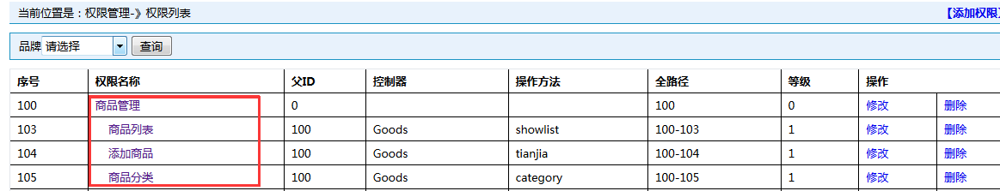 当前位置是：权限管理-》权限列表 【添加权限】
品牌 请选择 查询
序号 权限名称 父ID 控制器 操作方法 全路径 等级 操作
100 商品管理 0 100 0 修改 删除
103 商品列表 100 Goods showlist 100-103 1 修改 删除
104 添加商品 100 Goods tianjia 100-104 1 修改 删除
105 商品分类 100 Goods category 100-105 1 修改 删除